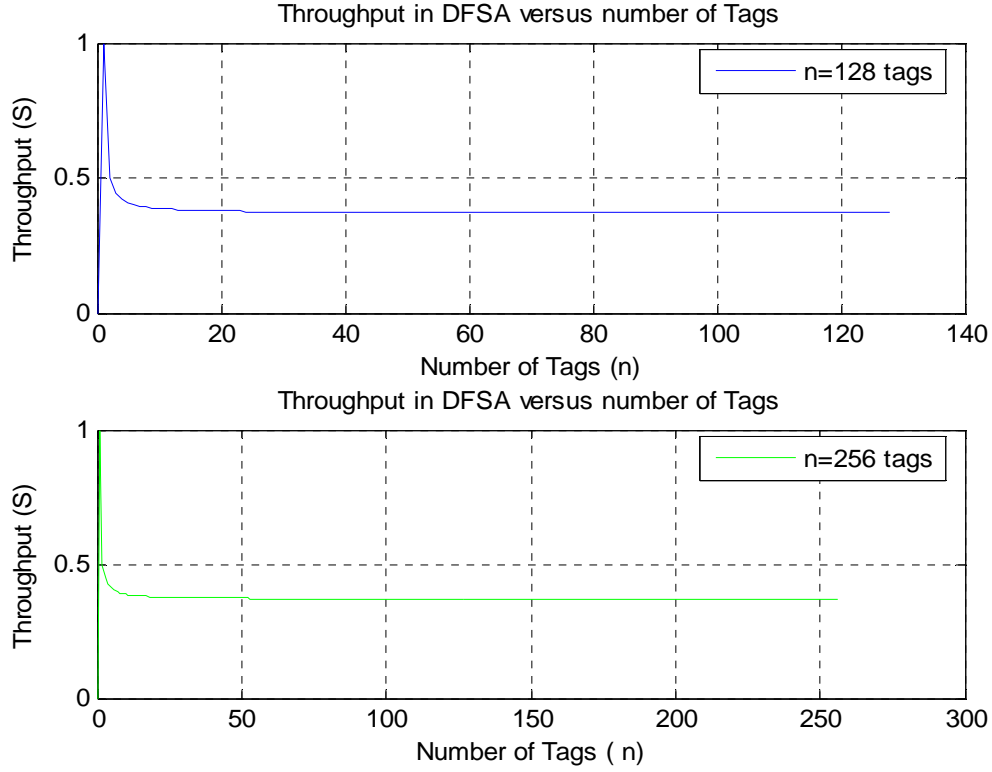 Throughput in DFSA versus number of Tags
1
n=128 tags
0.5
Throughput (S)
0
0 20 40 60 80 100 120 140
Number of Tags (n)
Throughput in DFSA versus number of Tags
1
n=256 tags
0.5
Throughput (S)
0
0 50 100 150 200 250 300
Number of Tags ( n)